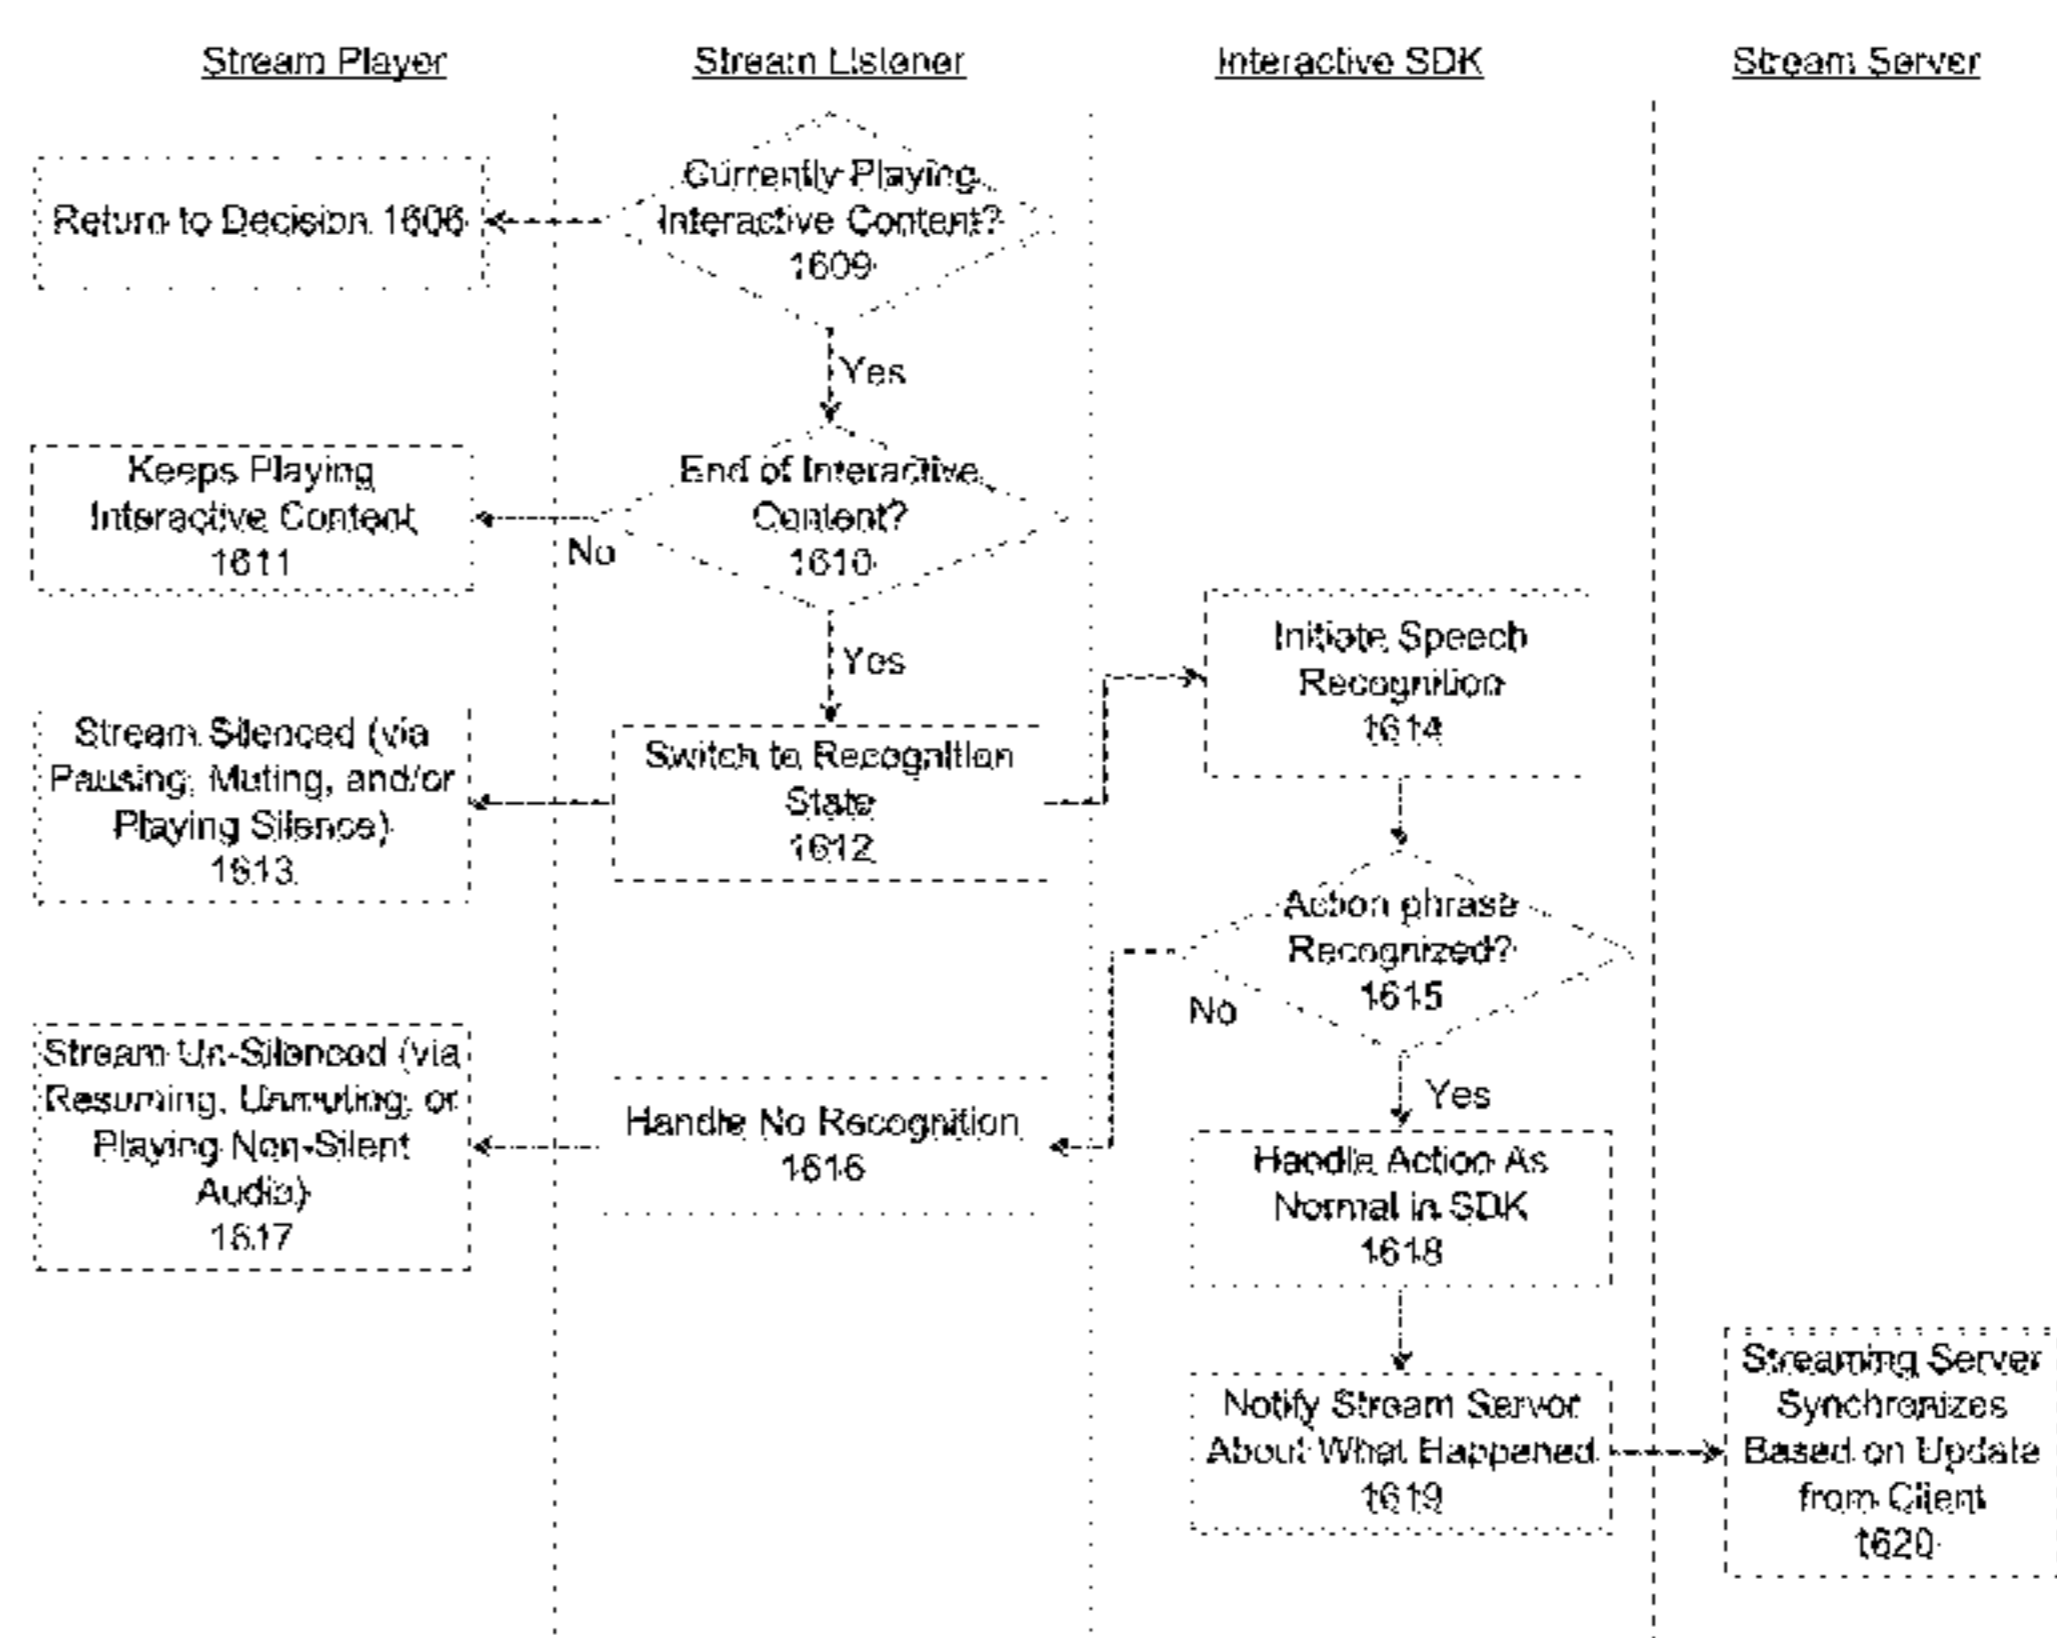 Stream Player
Stream Listener
Interactive SDK
Stream Server
Currently Playing
Interactive Content?
1609
Return to Decision 1606
Yes
End of Interactive
Content?
1610
No
Keeps Playing
Interactive Content
1611
Yes
Switch to Recognition
State
1612
Stream Silenced (via
Pausing, Muting, and/or
Playing Silence)
1613
Initiate Speech
Recognition
1614
Action phrase
Recognized?
1615
No
Yes
Handle No Recognition
1616
Stream Un-Silenced (via
Resuming, Unmuting, or
Playing Non-Silent
Audio)
1617
Handle Action As
Normal in SDK
1618
Notify Stream Server
About What Happened
1619
Streaming Server
Synchronizes
Based on Update
from Client
1620